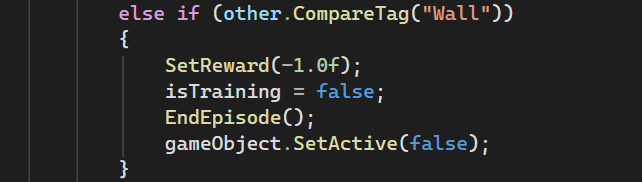 else if (other.CompareTag("Wall"))
{
SetReward(-1.0f);
isTraining = false;
EndEpisode();
gameObject.SetActive(false);
}